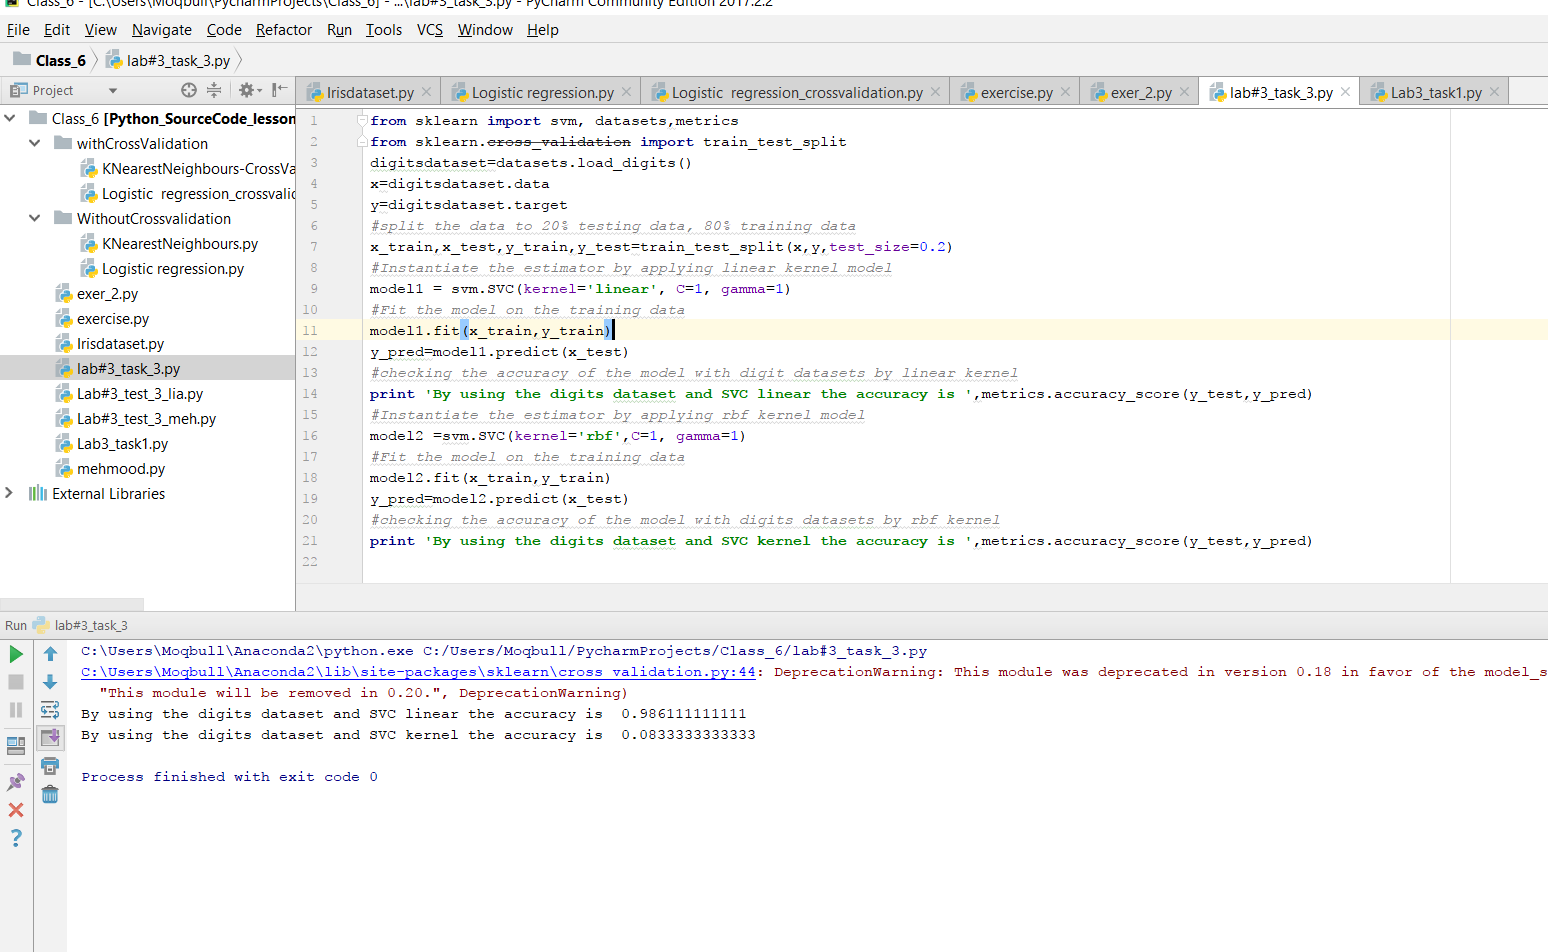 Class_6 - [C:\Users\Moqbull\PycharmProjects\Class_6] - ...\lab#3_task_3.py - PyCharm Community Edition 2017.2.2
File Edit View Navigate Code Refactor Run Tools VCS Window Help
Class_6 lab#3_task_3.py
Project
Irisdataset.py Logistic regression.py Logistic regression_crossvalidation.py exercise.py exer_2.py lab#3_task_3.py Lab3_task1.py
Class_6 [Python_SourceCode_lesson
withCrossValidation
KNearestNeighbours-CrossVa
Logistic regression_crossvalid
WithoutCrossvalidation
KNearestNeighbours.py
Logistic regression.py
exer_2.py
exercise.py
Irisdataset.py
lab#3_task_3.py
Lab#3_test_3_lia.py
Lab#3_test_3_meh.py
Lab3_task1.py
mehmood.py
External Libraries
1 from sklearn import svm, datasets,metrics
2 from sklearn.cross_validation import train_test_split
3 digitsdataset=datasets.load_digits()
4 x=digitsdataset.data
5 y=digitsdataset.target
6 #split the data to 20% testing data, 80% training data
7 x_train,x_test,y_train,y_test=train_test_split(x,y,test_size=0.2)
8 #Instantiate the estimator by applying linear kernel model
9 model1 = svm.SVC(kernel='linear', C=1, gamma=1)
10 #Fit the model on the training data
11 model1.fit(x_train,y_train)
12 y_pred=model1.predict(x_test)
13 #checking the accuracy of the model with digit datasets by linear kernel
14 print 'By using the digits dataset and SVC linear the accuracy is ',metrics.accuracy_score(y_test,y_pred)
15 #Instantiate the estimator by applying rbf kernel model
16 model2 =svm.SVC(kernel='rbf',C=1, gamma=1)
17 #Fit the model on the training data
18 model2.fit(x_train,y_train)
19 y_pred=model2.predict(x_test)
20 #checking the accuracy of the model with digits datasets by rbf kernel
21 print 'By using the digits dataset and SVC kernel the accuracy is ',metrics.accuracy_score(y_test,y_pred)
22
Run lab#3_task_3
C:\Users\Moqbull\Anaconda2\python.exe C:/Users/Moqbull/PycharmProjects/Class_6/lab#3_task_3.py
C:\Users\Moqbull\Anaconda2\lib\site-packages\sklearn\cross_validation.py:44: DeprecationWarning: This module was deprecated in version 0.18 in favor of the model_s
"This module will be removed in 0.20.", DeprecationWarning)
By using the digits dataset and SVC linear the accuracy is 0.986111111111
By using the digits dataset and SVC kernel the accuracy is 0.0833333333333
Process finished with exit code 0